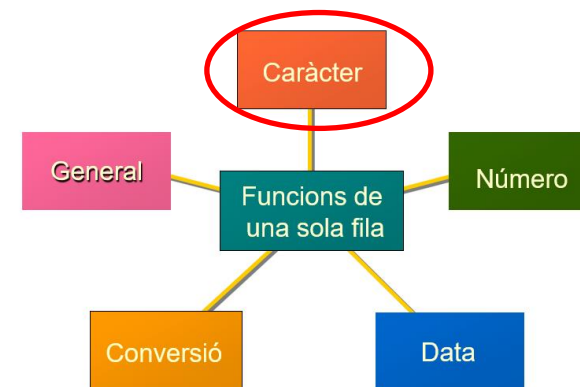 Caràcter
General
Número
Funcions de
una sola fila
Conversió
Data